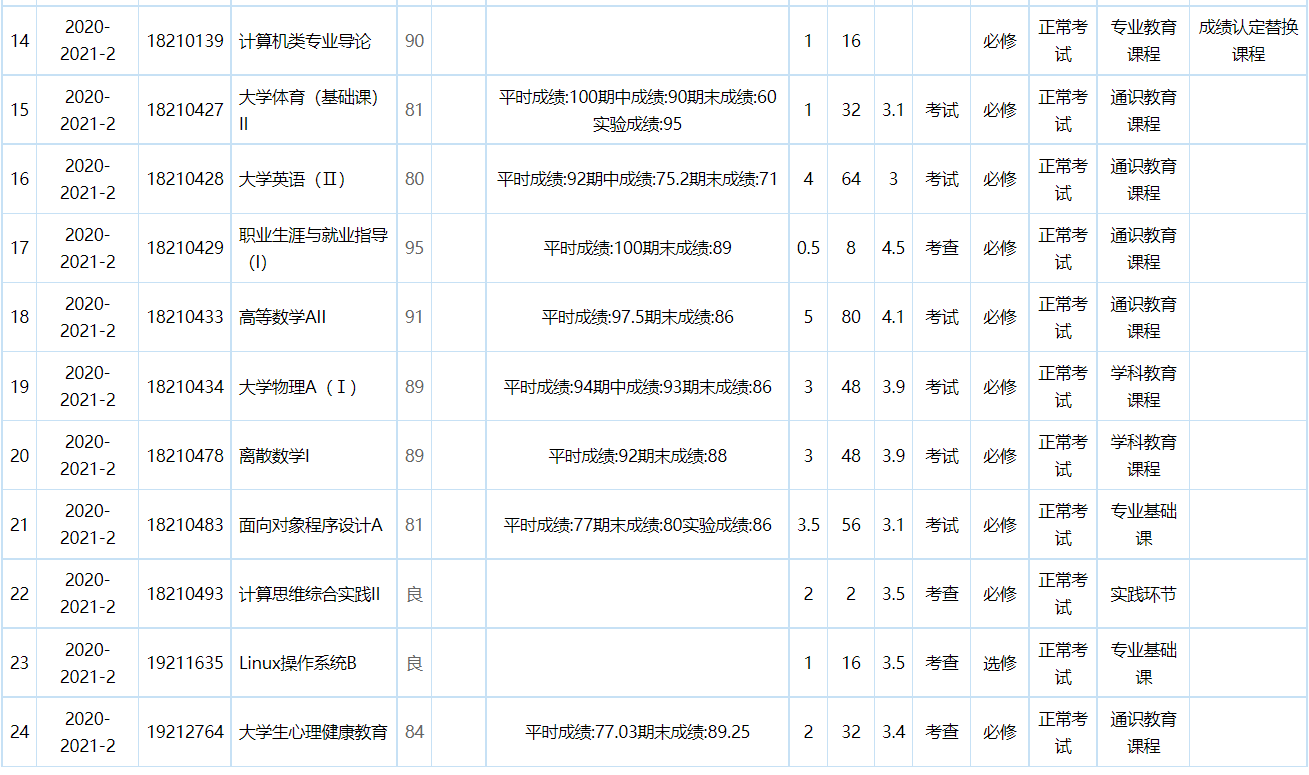 14 2020-2021-2 18210139 计算机类专业导论 90 1 16 必修 正常考试 专业教育课程 成绩认定替换课程
15 2020-2021-2 18210427 大学体育（基础课）II 81 平时成绩:100期中成绩:90期末成绩:60实验成绩:95 1 32 3.1 考试 必修 正常考试 通识教育课程
16 2020-2021-2 18210428 大学英语（Ⅱ） 80 平时成绩:92期中成绩:75.2期末成绩:71 4 64 3 考试 必修 正常考试 通识教育课程
17 2020-2021-2 18210429 职业生涯与就业指导（I） 95 平时成绩:100期末成绩:89 0.5 8 4.5 考查 必修 正常考试 通识教育课程
18 2020-2021-2 18210433 高等数学AII 91 平时成绩:97.5期末成绩:86 5 80 4.1 考试 必修 正常考试 通识教育课程
19 2020-2021-2 18210434 大学物理A（Ⅰ） 89 平时成绩:94期中成绩:93期末成绩:86 3 48 3.9 考试 必修 正常考试 学科教育课程
20 2020-2021-2 18210478 离散数学I 89 平时成绩:92期末成绩:88 3 48 3.9 考试 必修 正常考试 学科教育课程
21 2020-2021-2 18210483 面向对象程序设计A 81 平时成绩:77期末成绩:80实验成绩:86 3.5 56 3.1 考试 必修 正常考试 专业基础课
22 2020-2021-2 18210493 计算思维综合实践II 良 2 2 3.5 考查 必修 正常考试 实践环节
23 2020-2021-2 19211635 Linux操作系统B 良 1 16 3.5 考查 选修 正常考试 专业基础课
24 2020-2021-2 19212764 大学生心理健康教育 84 平时成绩:77.03期末成绩:89.25 2 32 3.4 考查 必修 正常考试 通识教育课程